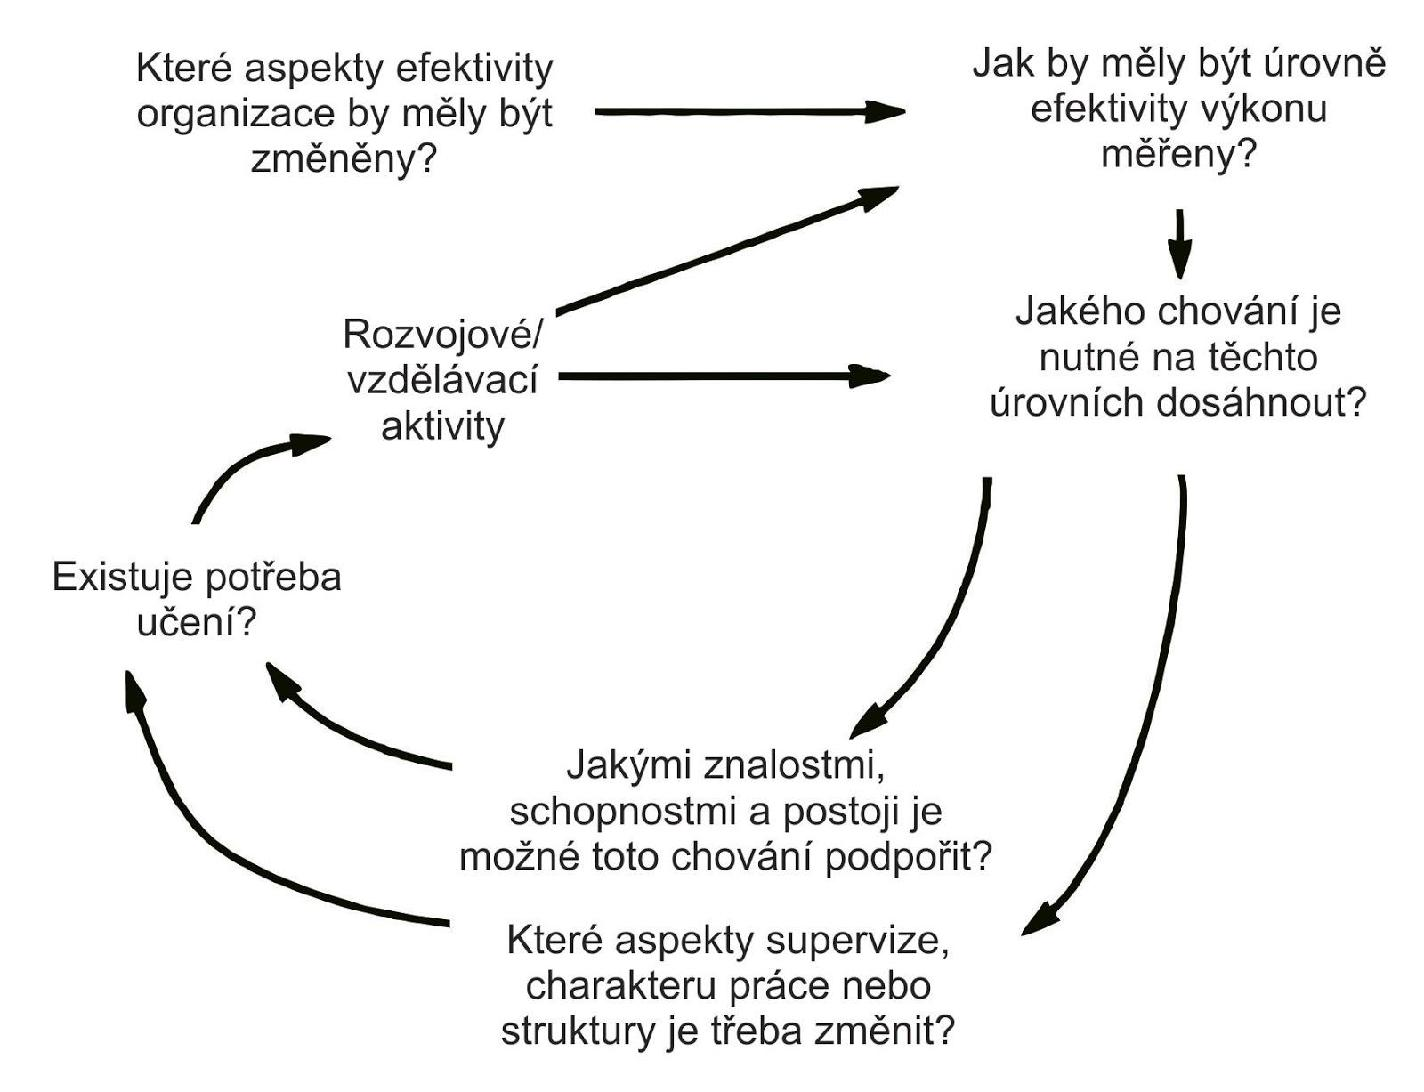 Které aspekty efektivity
organizace by měly být
změněny?
Jak by měly být úrovně
efektivity výkonu
měřeny?
Jakého chování je
nutné na těchto
úrovních dosáhnout?
Rozvojové/
vzdělávací
aktivity
Existuje potřeba
učení?
Jakými znalostmi,
schopnostmi a postoji je
možné toto chování podpořit?
Které aspekty supervize,
charakteru práce nebo
struktury je třeba změnit?